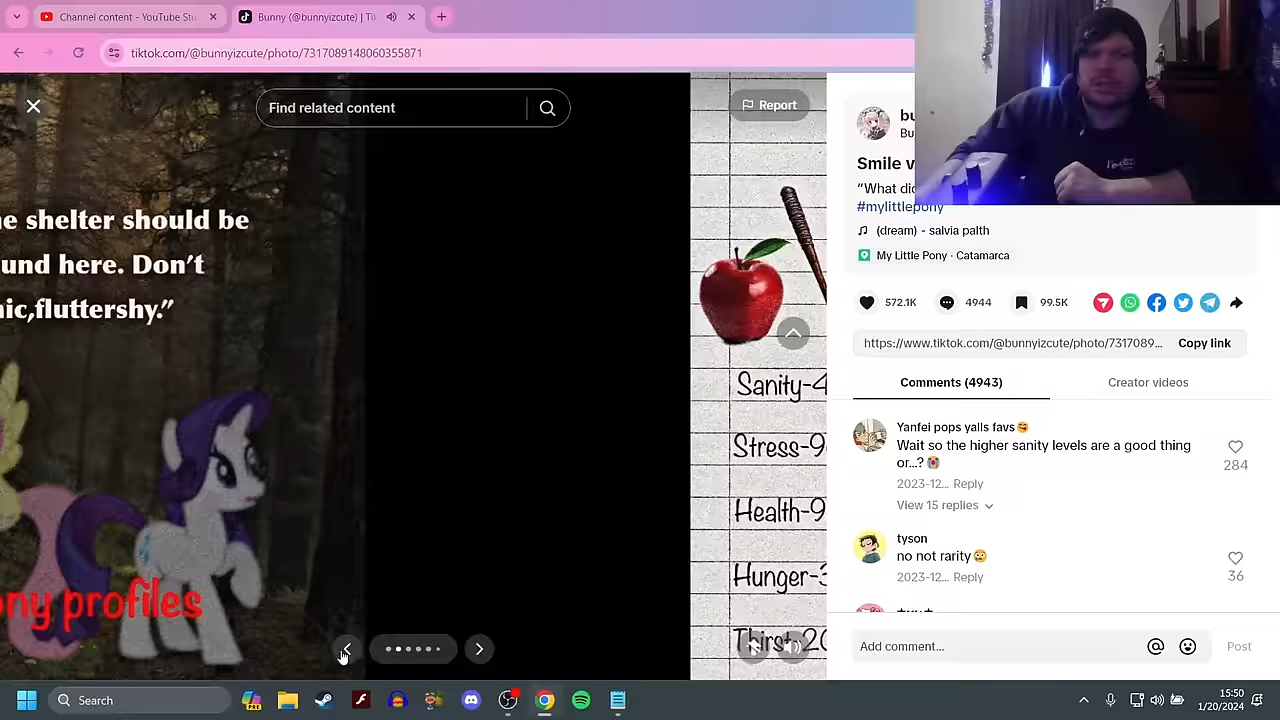 Channel content - YouTube Stu
Bunny (@bunnyizcute) | Ti
tiktok.com/@bunnyizcute/photo/7317089148060355871
Find related content
Report
e shelter should be
und here. Don't
ic,fluttershy."
profiles
Sanity-4
Stress-9
Health-9
Hunger-3
Thirst-20
bu
Bu
Smile v
"What di
#mylittlepony
(dream) - salvia palth
My Little Pony · Catamarca
572.1K
4944
99.5K
https://www.tiktok.com/@bunnyizcute/photo/7317089...
Copy link
Comments (4943)
Creator videos
Yanfei pops yalls favs
Wait so the higher sanity levels are a good thing
or...?
284
2023-12... Reply
View 15 replies
tyson
no not rarity
36
2023-12... Reply
Add comment...
Post
Search
15:50
1/20/2024